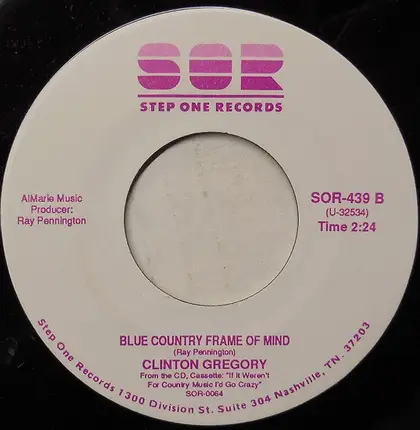 SOR
STEP ONE RECORDS
AlMarie Music
Producer:
Ray Pennington
SOR-439 B
(U-32534)
Time 2:24
BLUE COUNTRY FRAME OF MIND
(Ray Pennington)
CLINTON GREGORY
From the CD, Cassette: "If It Weren't
For Country Music I'd Go Crazy"
SOR-0064
Step One Records 1300 Division St. Suite 304 Nashville, TN. 37203